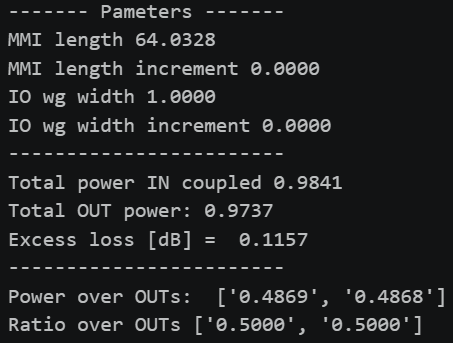 ------- Pameters -------
MMI length 64.0328
MMI length increment 0.0000
IO wg width 1.0000
IO wg width increment 0.0000
------------------------
Total power IN coupled 0.9841
Total OUT power: 0.9737
Excess loss [dB] =  0.1157
------------------------
Power over OUTs:  ['0.4869', '0.4868']
Ratio over OUTs ['0.5000', '0.5000']